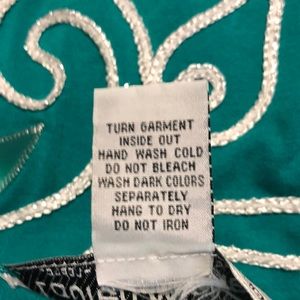 TURN GARMENT
INSIDE OUT
HAND WASH COLD
DO NOT BLEACH
WASH DARK COLORS
SEPARATELY
HANG TO DRY
DO NOT IRON